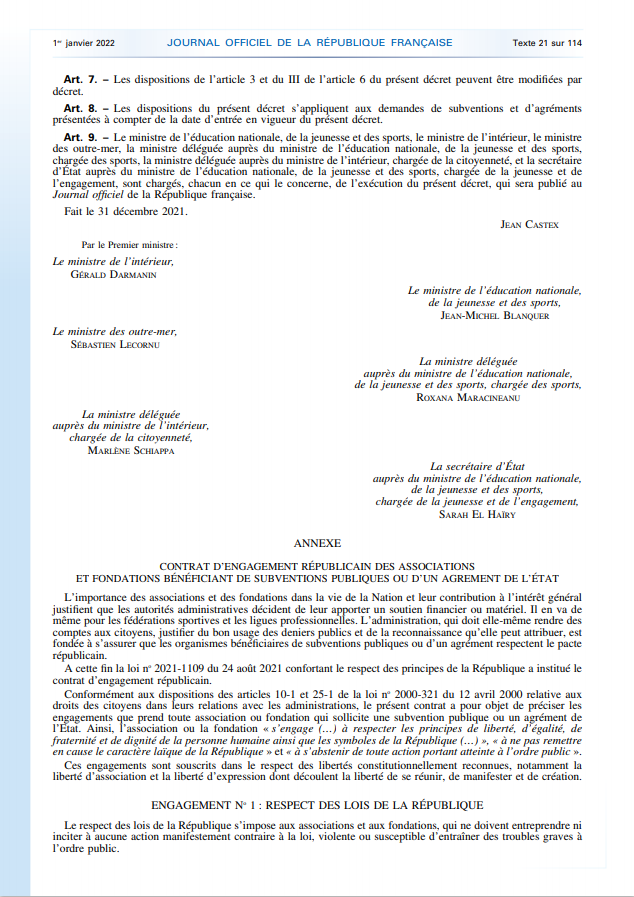 1er janvier 2022 JOURNAL OFFICIEL DE LA RÉPUBLIQUE FRANÇAISE Texte 21 sur 114
Art. 7. – Les dispositions de l'article 3 et du III de l'article 6 du présent décret peuvent être modifiées par
décret.
Art. 8. – Les dispositions du présent décret s'appliquent aux demandes de subventions et d'agréments
présentées à compter de la date d'entrée en vigueur du présent décret.
Art. 9. – Le ministre de l'éducation nationale, de la jeunesse et des sports, le ministre de l'intérieur, le ministre
des outre-mer, la ministre déléguée auprès du ministre de l'éducation nationale, de la jeunesse et des sports,
chargée des sports, la ministre déléguée auprès du ministre de l'intérieur, chargée de la citoyenneté, et la secrétaire
d'État auprès du ministre de l'éducation nationale, de la jeunesse et des sports, chargée de la jeunesse et de
l'engagement, sont chargés, chacun en ce qui le concerne, de l'exécution du présent décret, qui sera publié au
Journal officiel de la République française.
Fait le 31 décembre 2021.
JEAN CASTEX
Par le Premier ministre :
Le ministre de l'intérieur,
GÉRALD DARMANIN
Le ministre de l'éducation nationale,
de la jeunesse et des sports,
JEAN-MICHEL BLANQUER
Le ministre des outre-mer,
SÉBASTIEN LECORNU
La ministre déléguée
auprès du ministre de l'éducation nationale,
de la jeunesse et des sports, chargée des sports,
ROXANA MARACINEANU
La ministre déléguée
auprès du ministre de l'intérieur,
chargée de la citoyenneté,
MARLÈNE SCHIAPPA
La secrétaire d'État
auprès du ministre de l'éducation nationale,
de la jeunesse et des sports,
chargée de la jeunesse et de l'engagement,
SARAH EL HAÏRY
ANNEXE
CONTRAT D'ENGAGEMENT RÉPUBLICAIN DES ASSOCIATIONS
ET FONDATIONS BÉNÉFICIANT DE SUBVENTIONS PUBLIQUES OU D'UN AGREMENT DE L'ÉTAT
L'importance des associations et des fondations dans la vie de la Nation et leur contribution à l'intérêt général
justifient que les autorités administratives décident de leur apporter un soutien financier ou matériel. Il en va de
même pour les fédérations sportives et les ligues professionnelles. L'administration, qui doit elle-même rendre des
comptes aux citoyens, justifier du bon usage des deniers publics et de la reconnaissance qu'elle peut attribuer, est
fondée à s'assurer que les organismes bénéficiaires de subventions publiques ou d'un agrément respectent le pacte
républicain.
A cette fin la loi no 2021-1109 du 24 août 2021 confortant le respect des principes de la République a institué le
contrat d'engagement républicain.
Conformément aux dispositions des articles 10-1 et 25-1 de la loi no 2000-321 du 12 avril 2000 relative aux
droits des citoyens dans leurs relations avec les administrations, le présent contrat a pour objet de préciser les
engagements que prend toute association ou fondation qui sollicite une subvention publique ou un agrément de
l'État. Ainsi, l'association ou la fondation « s'engage (...) à respecter les principes de liberté, d'égalité, de
fraternité et de dignité de la personne humaine ainsi que les symboles de la République (...) », « à ne pas remettre
en cause le caractère laïque de la République » et « à s'abstenir de toute action portant atteinte à l'ordre public ».
Ces engagements sont souscrits dans le respect des libertés constitutionnellement reconnues, notamment la
liberté d'association et la liberté d'expression dont découlent la liberté de se réunir, de manifester et de création.
ENGAGEMENT No 1 : RESPECT DES LOIS DE LA RÉPUBLIQUE
Le respect des lois de la République s'impose aux associations et aux fondations, qui ne doivent entreprendre ni
inciter à aucune action manifestement contraire à la loi, violente ou susceptible d'entraîner des troubles graves à
l'ordre public.